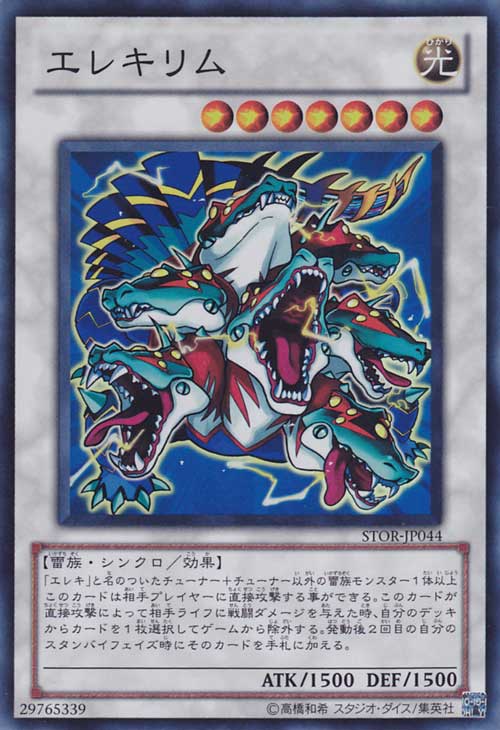 エレキリム
光
STOR-JP044
【雷族・シンクロ／効果】
「エレキ」と名のついたチューナー＋チューナー以外の雷族モンスター１体以上
このカードは相手プレイヤーに直接攻撃する事ができる。このカードが
直接攻撃によって相手ライフに戦闘ダメージを与えた時、自分のデッキ
からカードを１枚選択してゲームから除外する。発動後２回目の自分の
スタンバイフェイズ時にそのカードを手札に加える。
ATK/1500 DEF/1500
29765339 ©高橋和希 スタジオ・ダイス/集英社